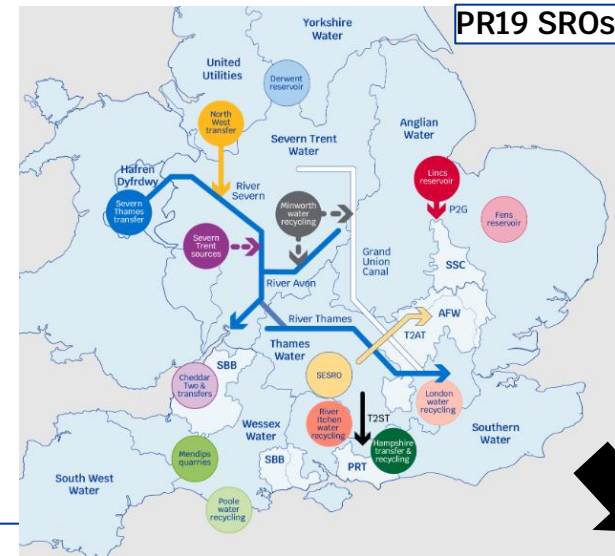 PR19 SROs
Yorkshire
Water
United
Utilities
Derwent
reservoir
North
West
transfer
Severn Trent
Water
Anglian
Water
Hafren
Dyfrdwy
River
Severn
Lincs
reservoir
P2G
Fens
reservoir
Severn
Thames
transfer
Minworth
water
recycling
Severn
Trent
sources
Grand
Union
Canal
SSC
River Avon
River Thames
AFW
T2AT
Thames
Water
SBB
SESRO
Cheddar
Two &
transfers
London
water
recycling
River
Itchen
water
recycling
T2ST
Wessex
Water
Southern
Water
Hampshire
transfer &
recycling
Mendips
quarries
SBB
PRT
South West
Water
Poole
water
recycling